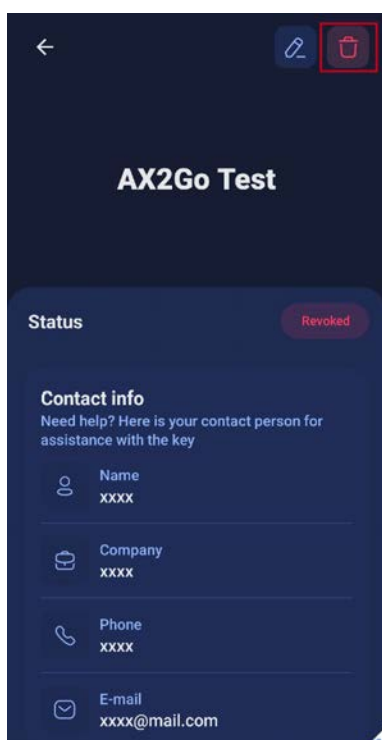 AX2Go Test
Status
Revoked
Contact info
Need help? Here is your contact person for
assistance with the key
Name
xxxx
Company
xxxx
Phone
xxxx
E-mail
xxxx@mail.com